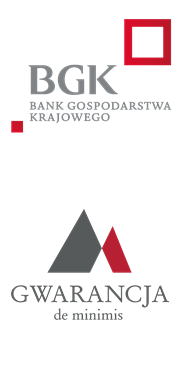 BGK
BANK GOSPODARSTWA
KRAJOWEGO
GWARANCJA
de minimis